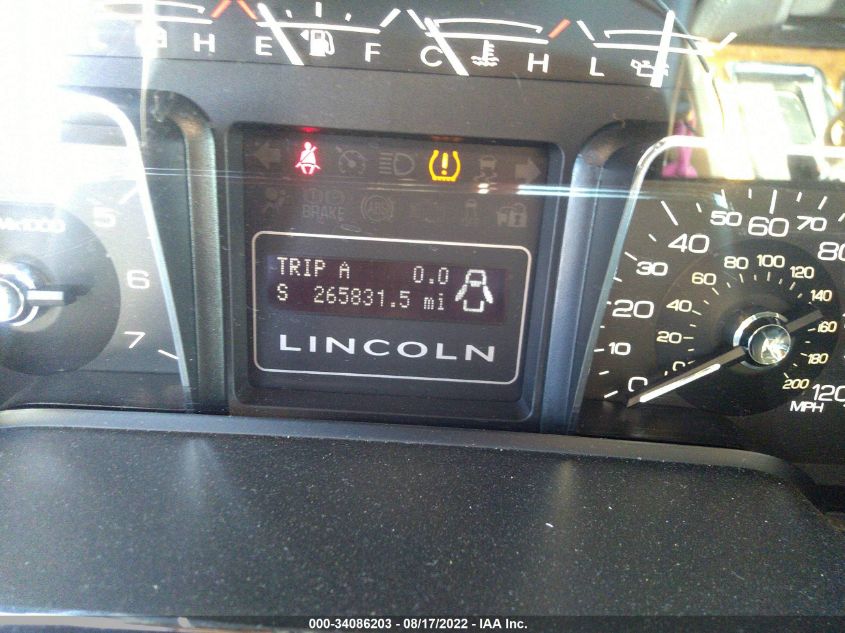 L H E F C H L
BRAKE
ABS
5
6
7
TRIP A 0.0
S 265831.5 mi
LINCOLN
0 10 20 30 40 50 60 70 80 120
20 40 60 80 100 120 140 160 180 200
MPH
000-34086203 - 08/17/2022 - IAA Inc.